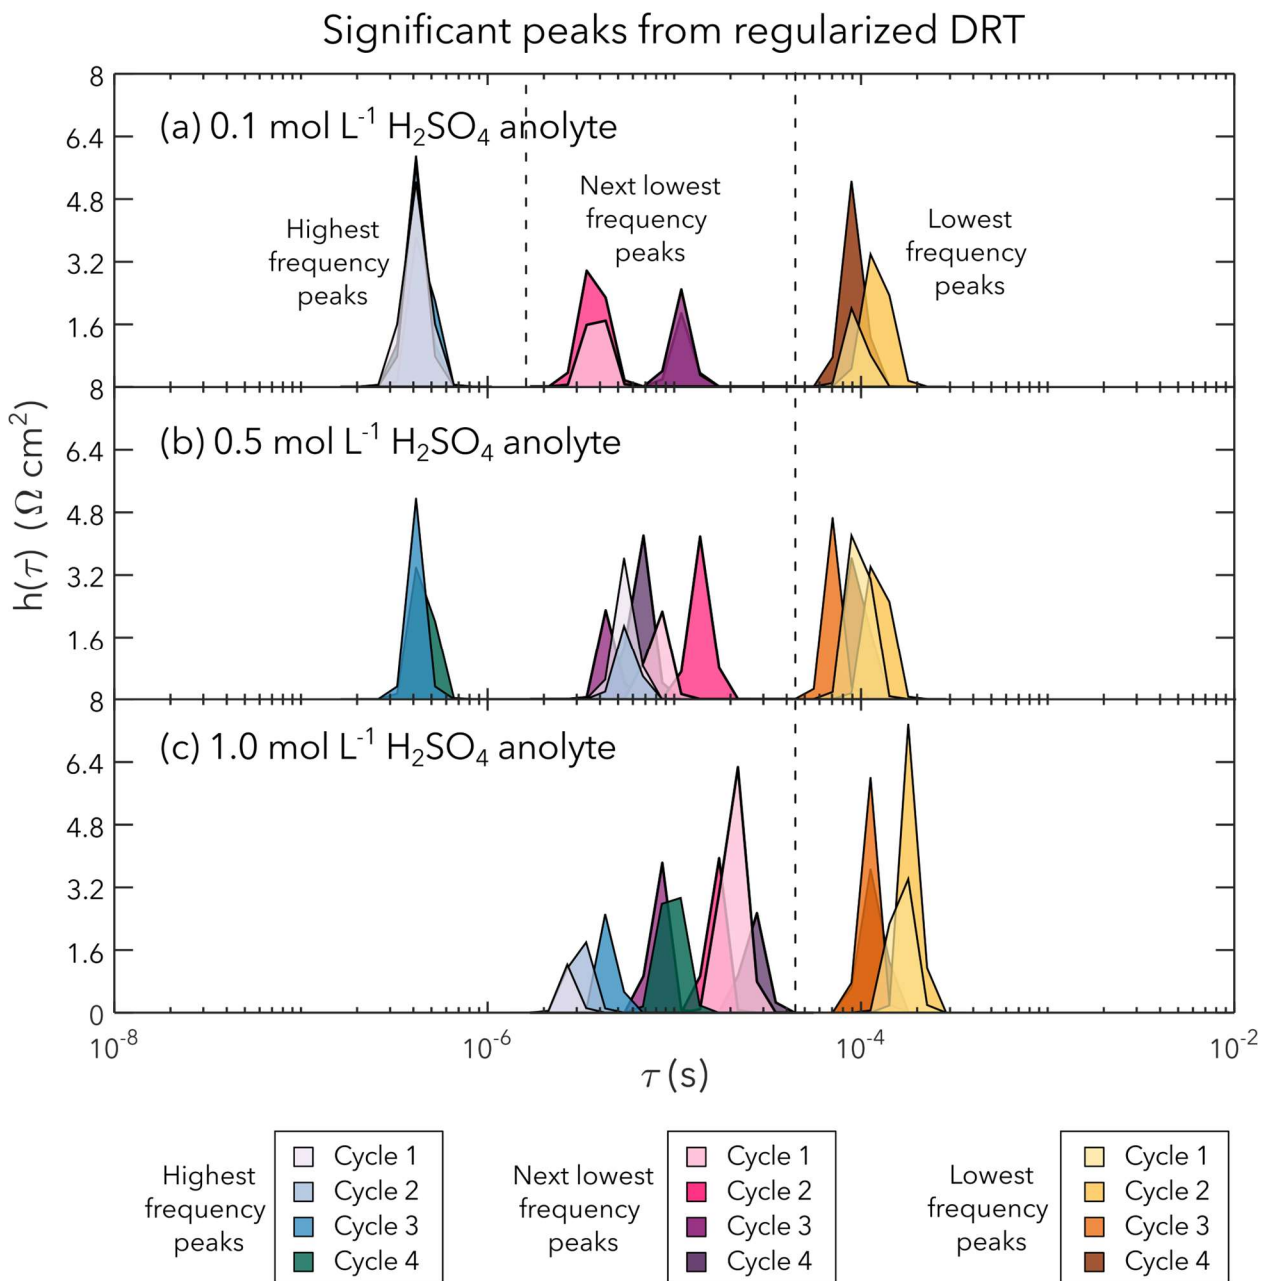 Significant peaks from regularized DRT
(a) 0.1 mol L-1 H2SO4 anolyte
Highest
frequency
peaks
Next lowest
frequency
peaks
Lowest
frequency
peaks
8
6.4
4.8
3.2
1.6
(b) 0.5 mol L-1 H2SO4 anolyte
8
6.4
4.8
3.2
1.6
(c) 1.0 mol L-1 H2SO4 anolyte
8
6.4
4.8
3.2
1.6
0
h(τ) (Ω cm2)
10-8
10-6
10-4
10-2
τ (s)
Highest
frequency
peaks
Cycle 1
Cycle 2
Cycle 3
Cycle 4
Next lowest
frequency
peaks
Cycle 1
Cycle 2
Cycle 3
Cycle 4
Lowest
frequency
peaks
Cycle 1
Cycle 2
Cycle 3
Cycle 4